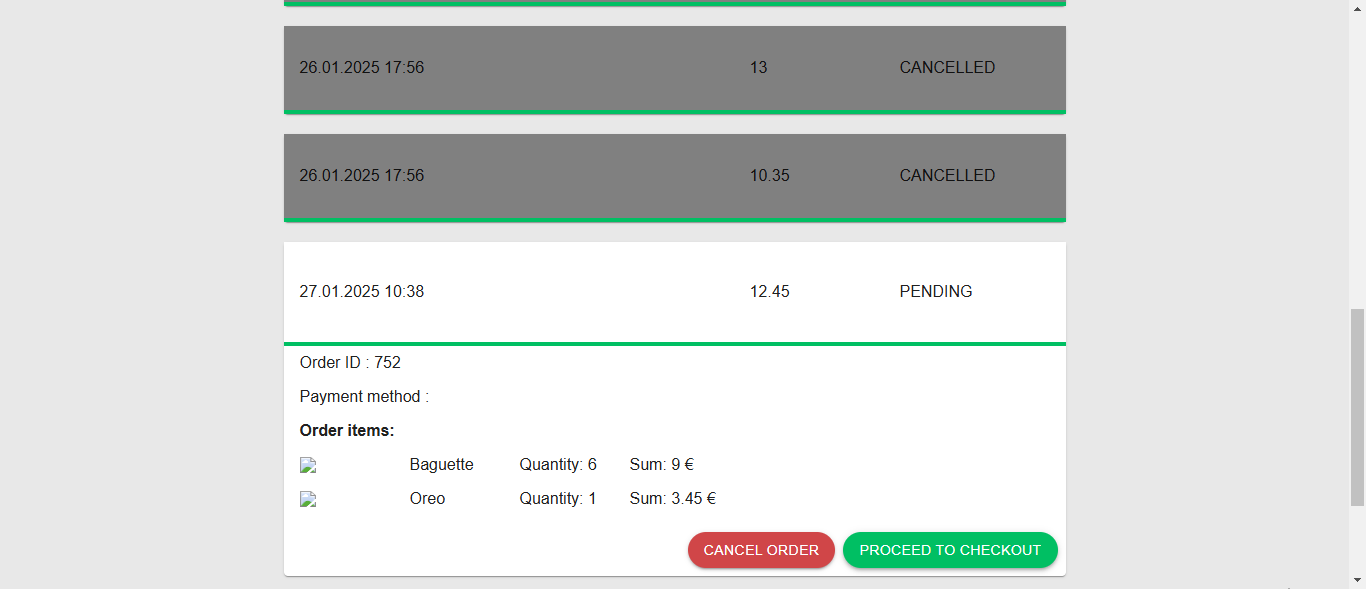 26.01.2025 17:56 13 CANCELLED
26.01.2025 17:56 10.35 CANCELLED
27.01.2025 10:38 12.45 PENDING
Order ID : 752
Payment method :
Order items:
Baguette Quantity: 6 Sum: 9 €
Oreo Quantity: 1 Sum: 3.45 €
CANCEL ORDER PROCEED TO CHECKOUT